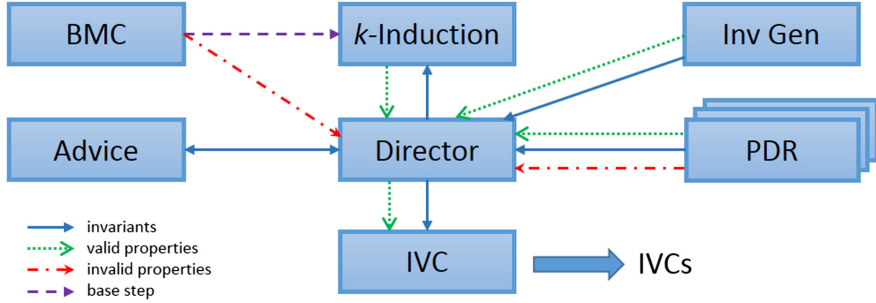 BMC
k-Induction
Inv Gen
Advice
Director
PDR
invariants
valid properties
invalid properties
base step
IVC
IVCs